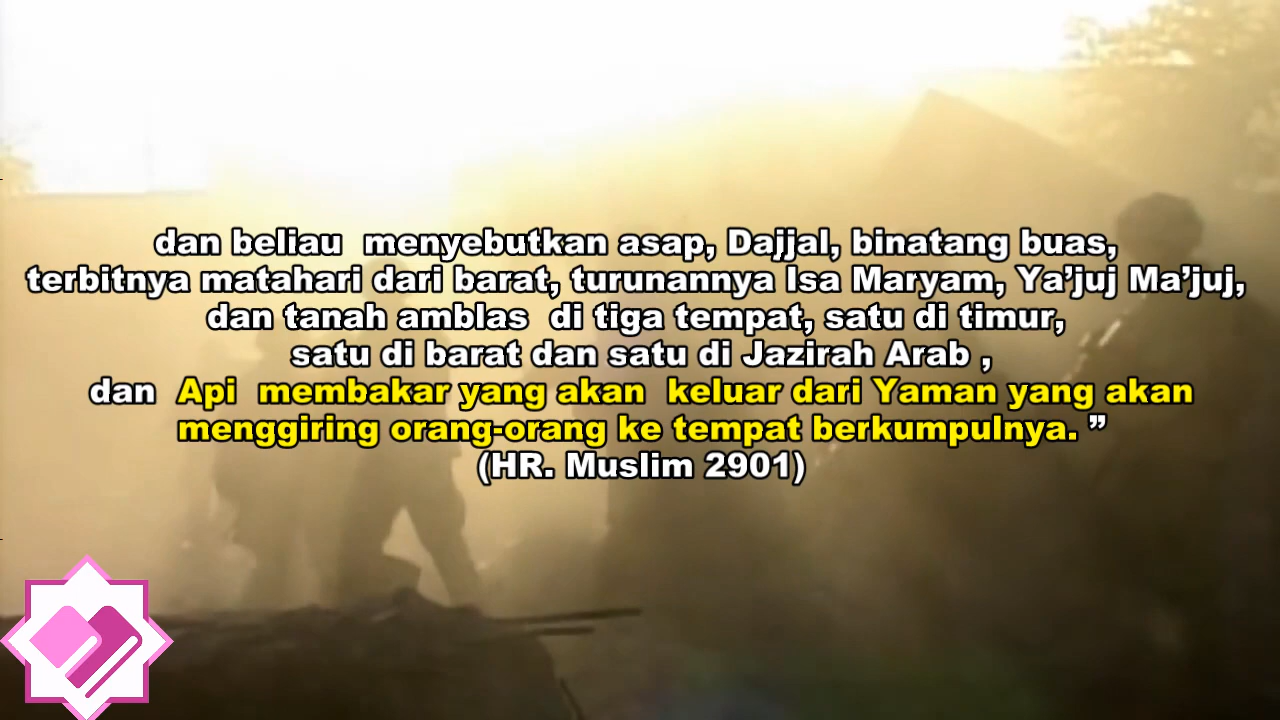 dan beliau  menyebutkan asap, Dajjal, binatang buas,
terbitnya matahari dari barat, turunannya Isa Maryam, Ya’juj Ma’juj,
dan tanah amblas  di tiga tempat, satu di timur,
satu di barat dan satu di Jazirah Arab ,
dan  Api  membakar yang akan  keluar dari Yaman yang akan
menggiring orang-orang ke tempat berkumpulnya. ”
(HR. Muslim 2901)